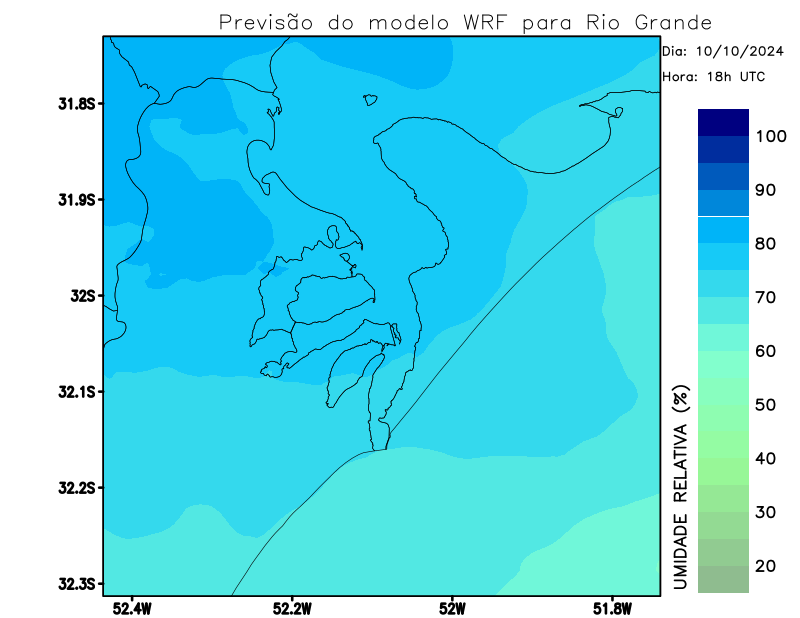 Previsão do modelo WRF para Rio Grande
Dia: 10/10/2024
Hora: 18h UTC
31.8S
31.9S
32S
32.1S
32.2S
32.3S
52.4W
52.2W
52W
51.8W
UMIDADE RELATIVA (%)
100
90
80
70
60
50
40
30
20